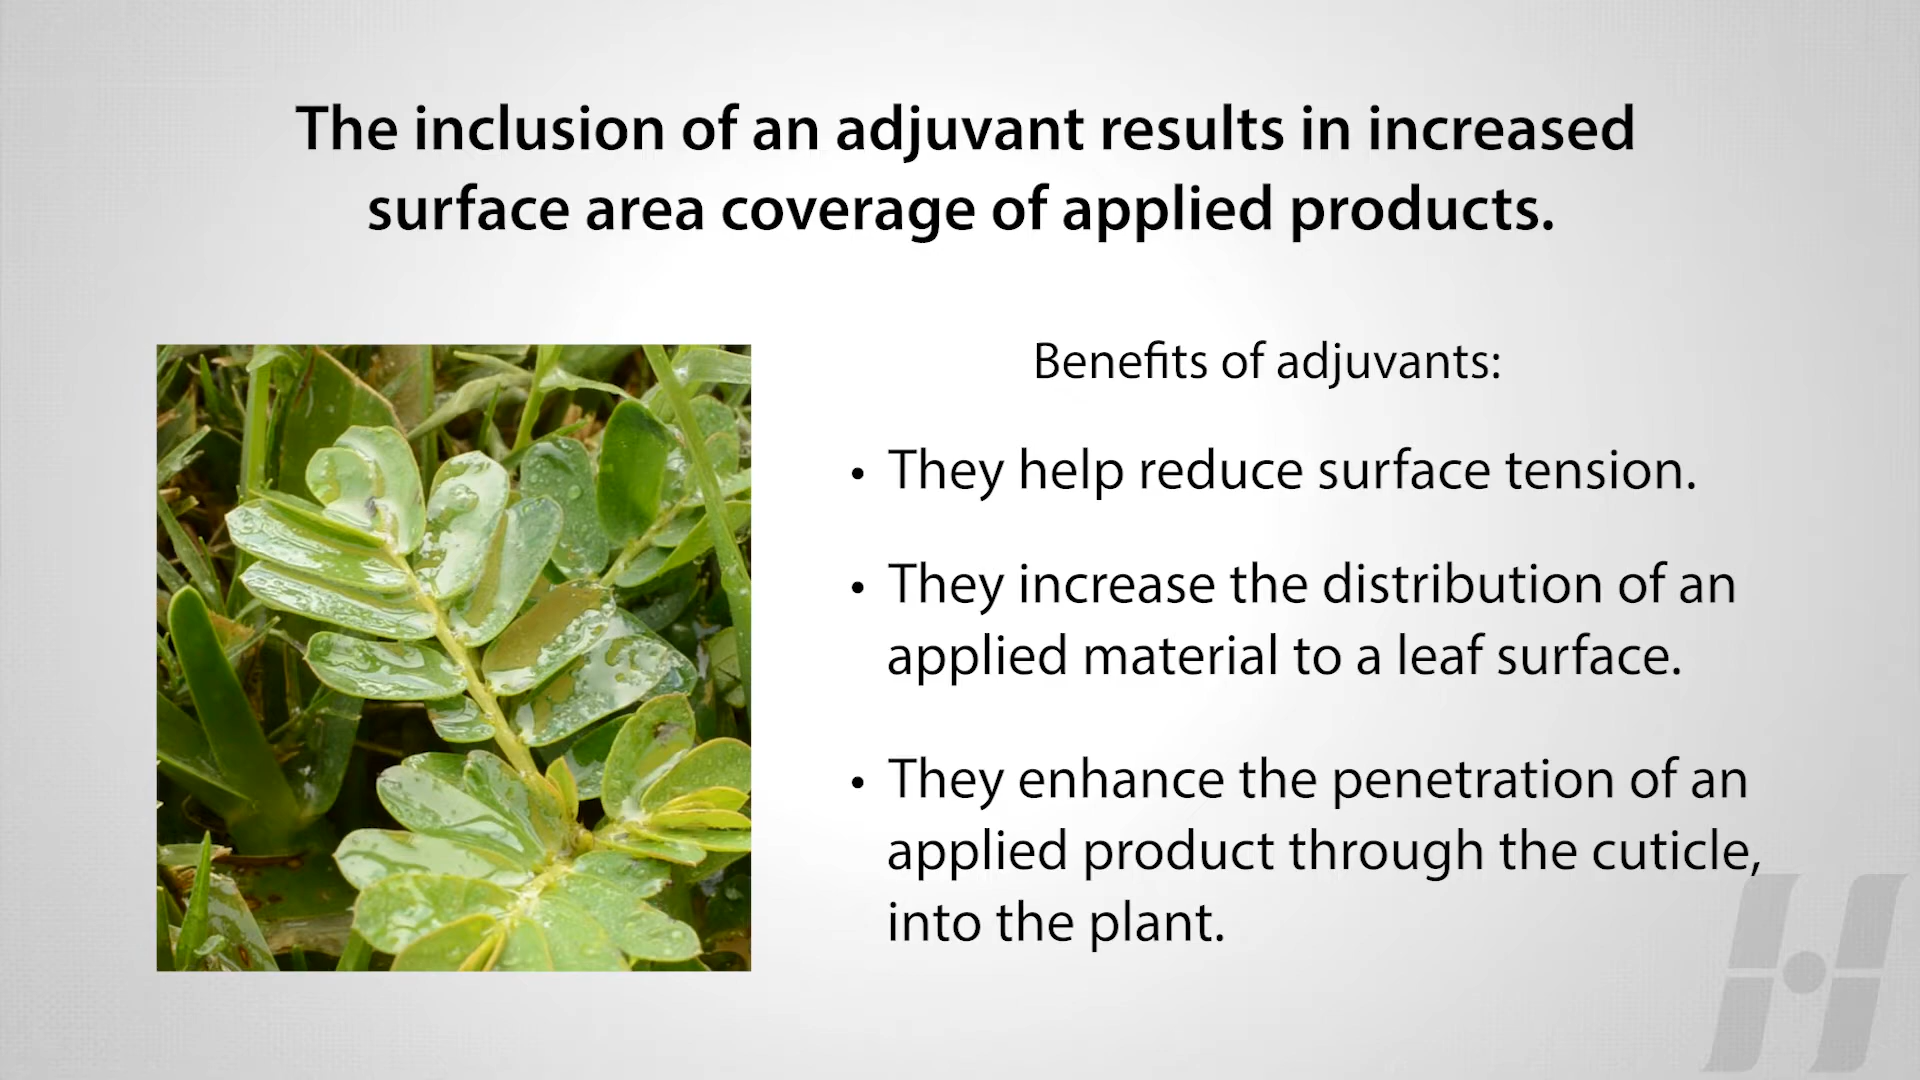 The inclusion of an adjuvant results in increased
surface area coverage of applied products.
Benefits of adjuvants:
• They help reduce surface tension.
• They increase the distribution of an
applied material to a leaf surface.
• They enhance the penetration of an
applied product through the cuticle,
into the plant.